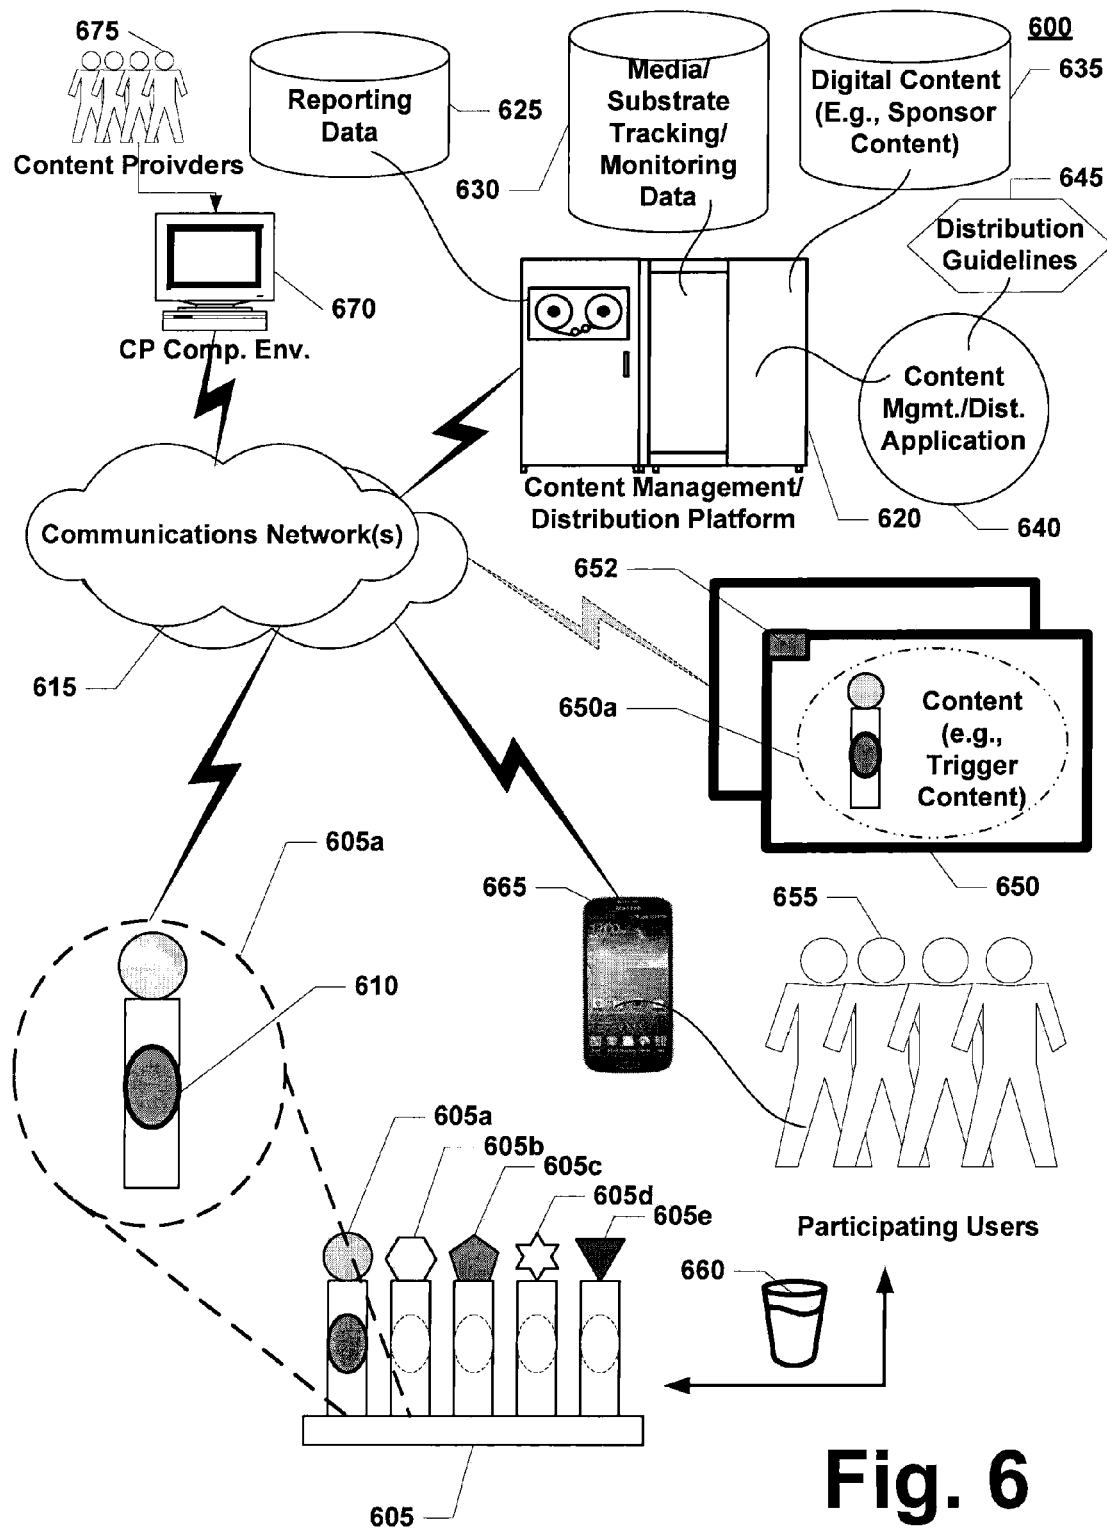 600
675
Content Proivders
Reporting
Data
625
Media/
Substrate
Tracking/
Monitoring
Data
630
Digital Content
(E.g., Sponsor
Content)
635
645
Distribution
Guidelines
670
CP Comp. Env.
Content
Mgmt./Dist.
Application
640
Content Management/
Distribution Platform
620
Communications Network(s)
615
652
650a
Content
(e.g.,
Trigger
Content)
650
605a
610
665
655
Participating Users
660
605a
605b
605c
605d
605e
605
Fig. 6